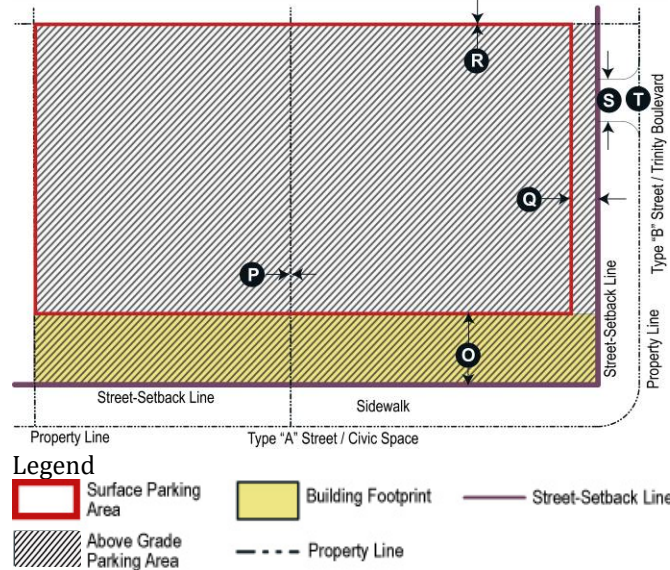 R
S T
Type "B" Street / Trinity Boulevard
Q
P
Street-Setback Line
Property Line
O
Street-Setback Line
Sidewalk
Property Line
Type "A" Street / Civic Space
Legend
Surface Parking
Area
Building Footprint
Street-Setback Line
Above Grade
Parking Area
Property Line